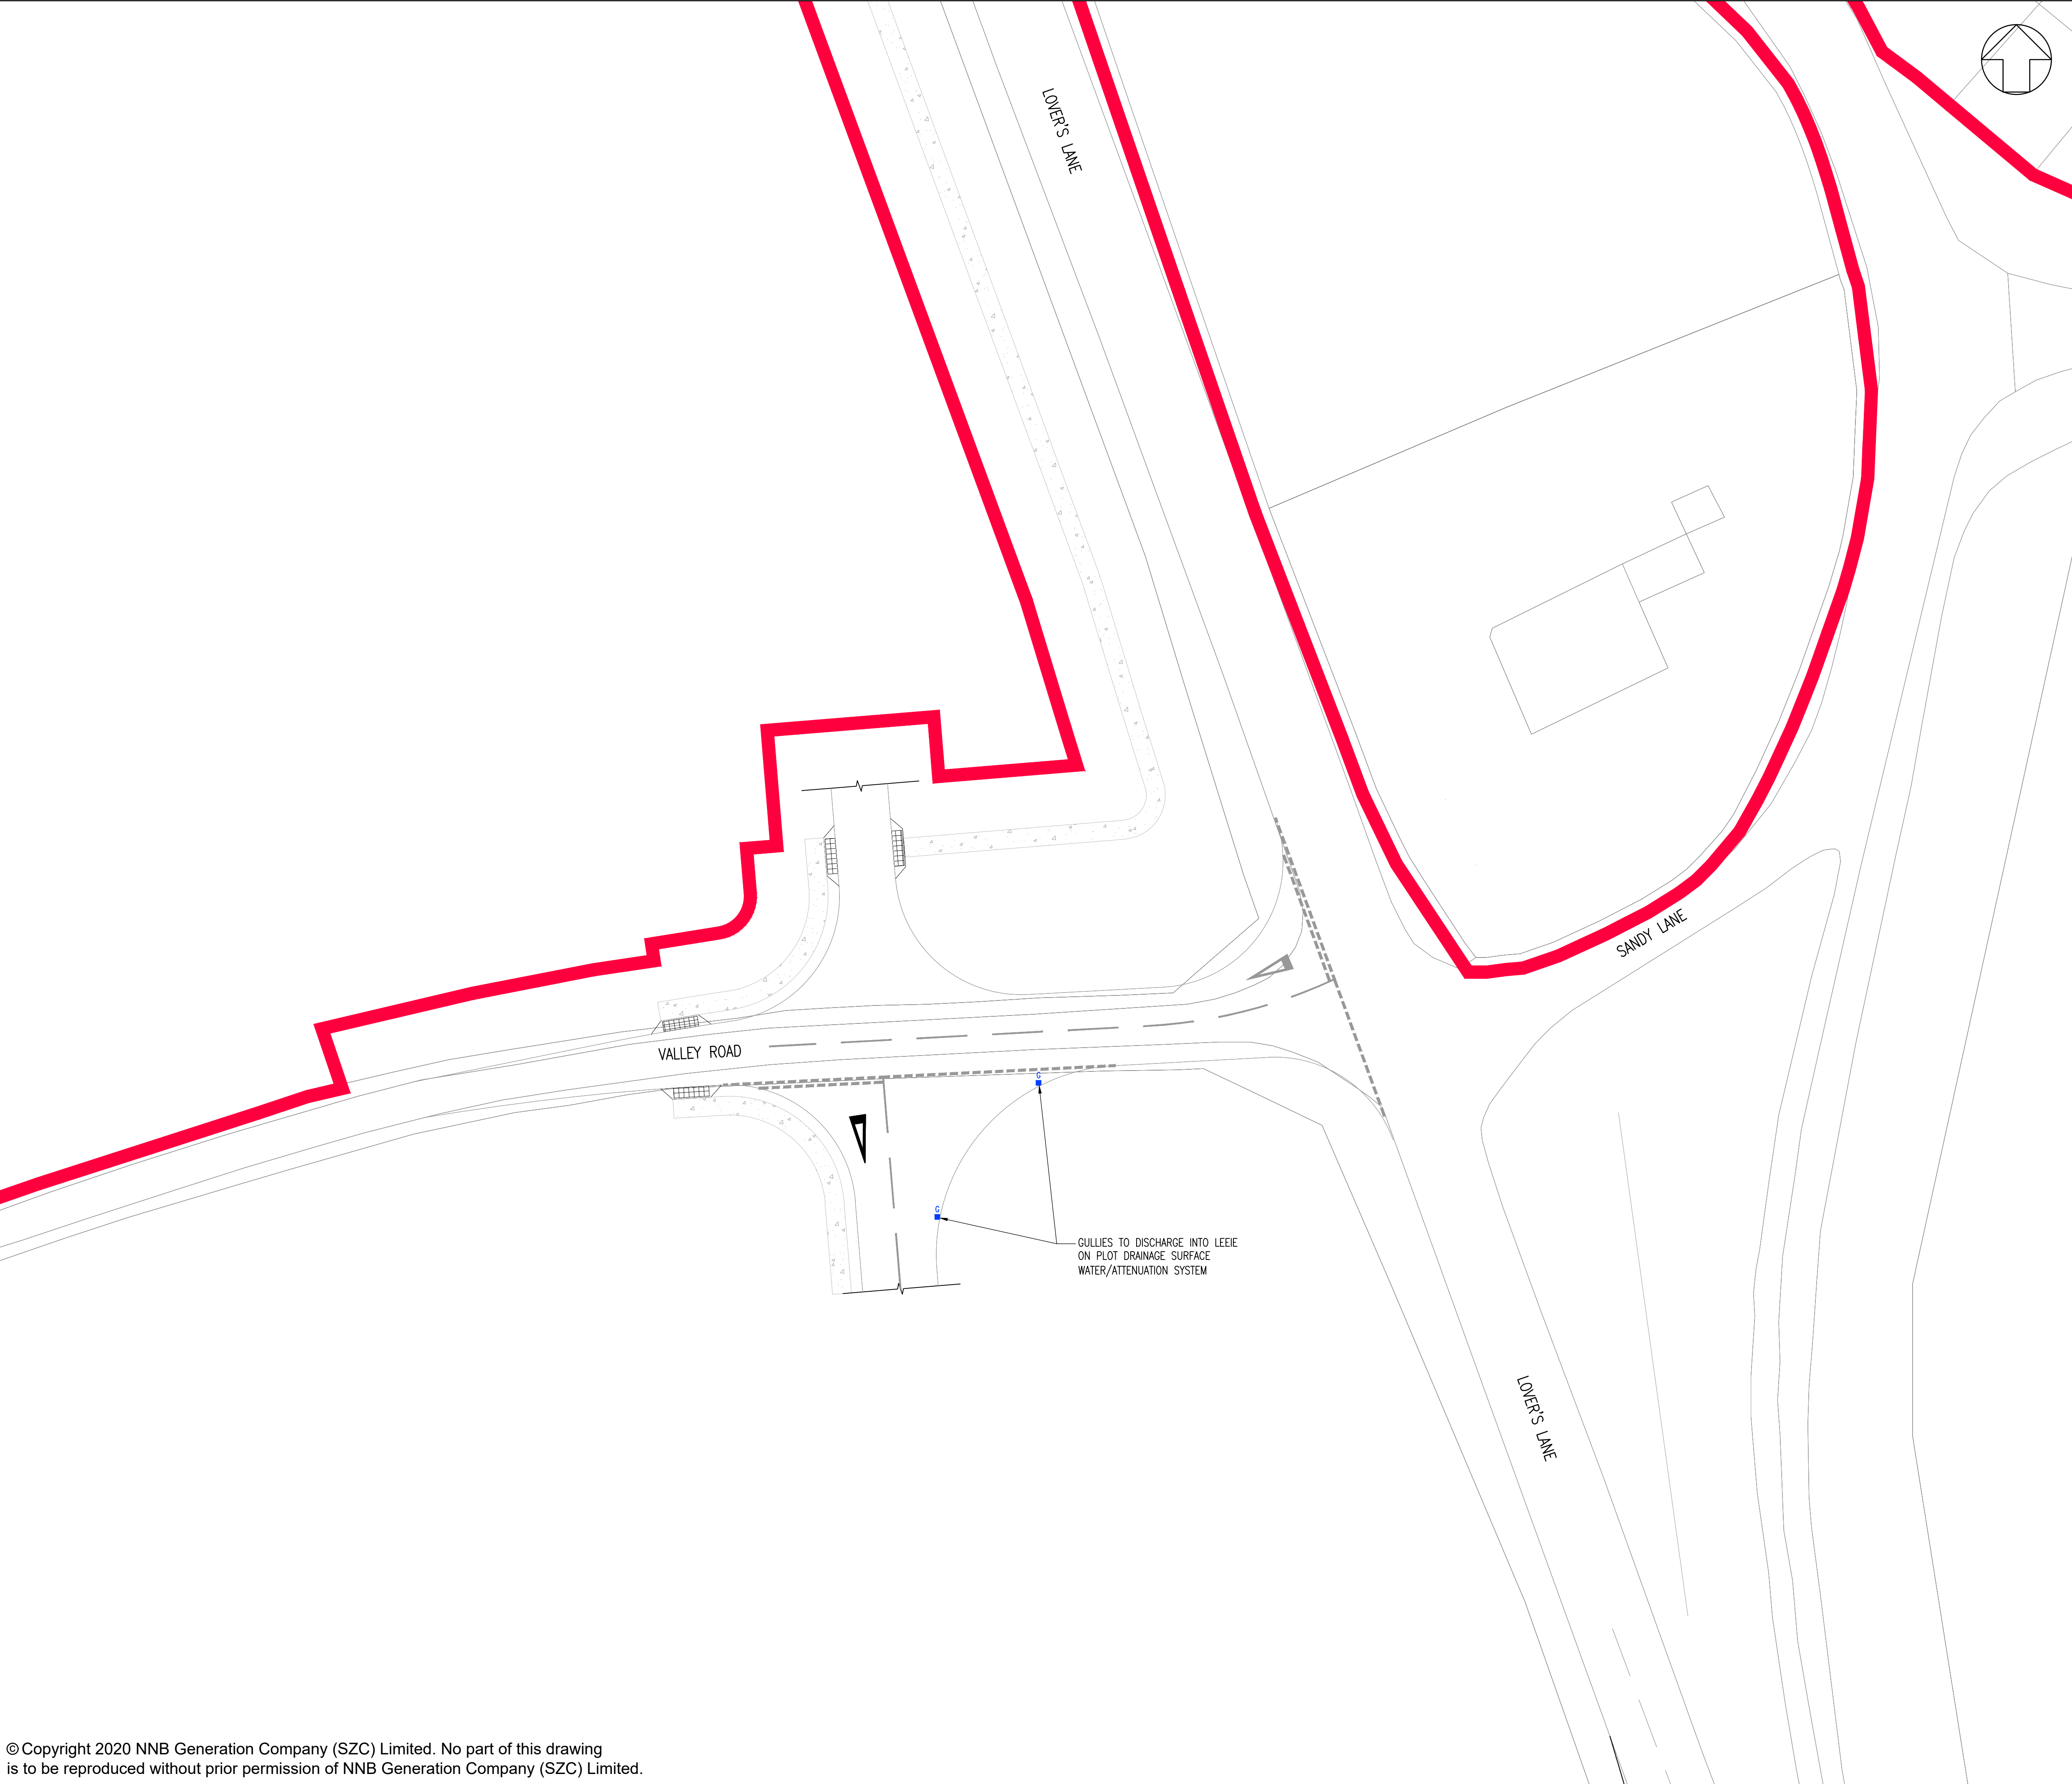 LOVER'S LANE
SANDY LANE
VALLEY ROAD
G
G
GULLIES TO DISCHARGE INTO LEEIE
ON PLOT DRAINAGE SURFACE
WATER/ATTENUATION SYSTEM
LOVER'S LANE
© Copyright 2020 NNB Generation Company (SZC) Limited. No part of this drawing
is to be reproduced without prior permission of NNB Generation Company (SZC) Limited.